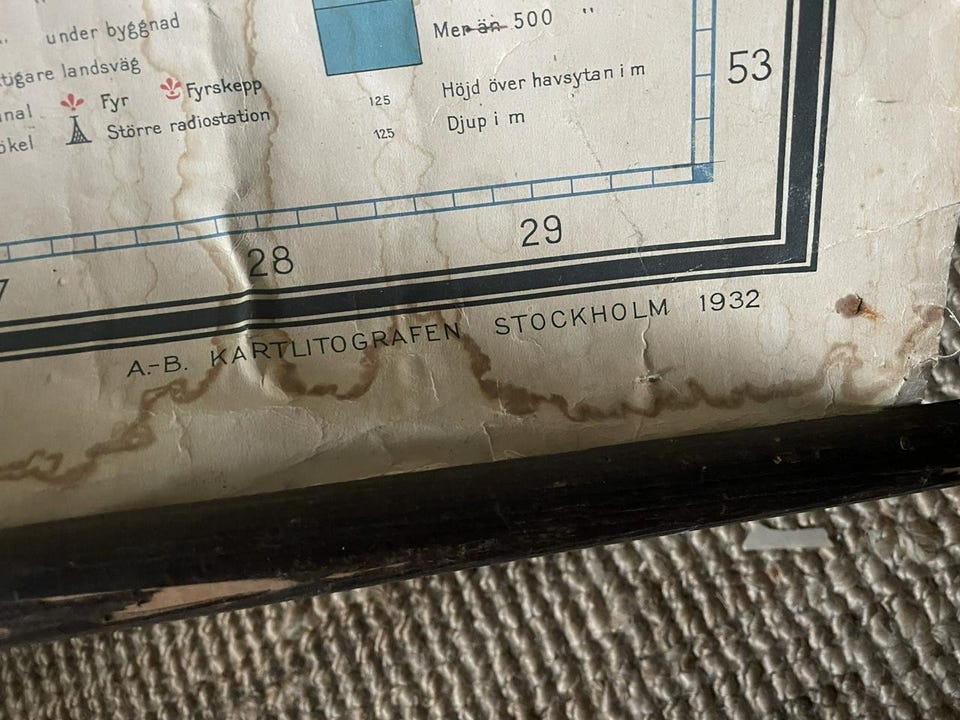 " "
" under byggnad
Mer än 500 "
landsväg
Fyr Fyrskepp
125 Höjd över havsytan i m
Större radiostation
125 Djup i m
53
28 29
A.-B. KARTLITOGRAFEN STOCKHOLM 1932